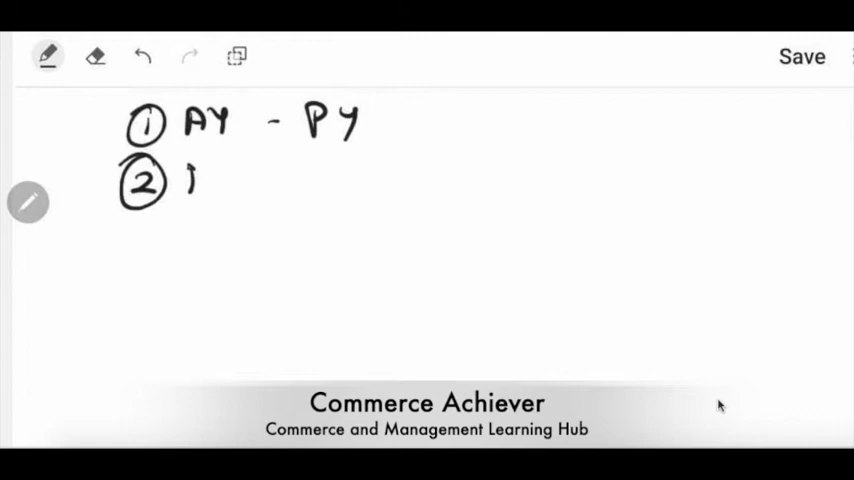 Save
① AY - PY
②
Commerce Achiever
Commerce and Management Learning Hub